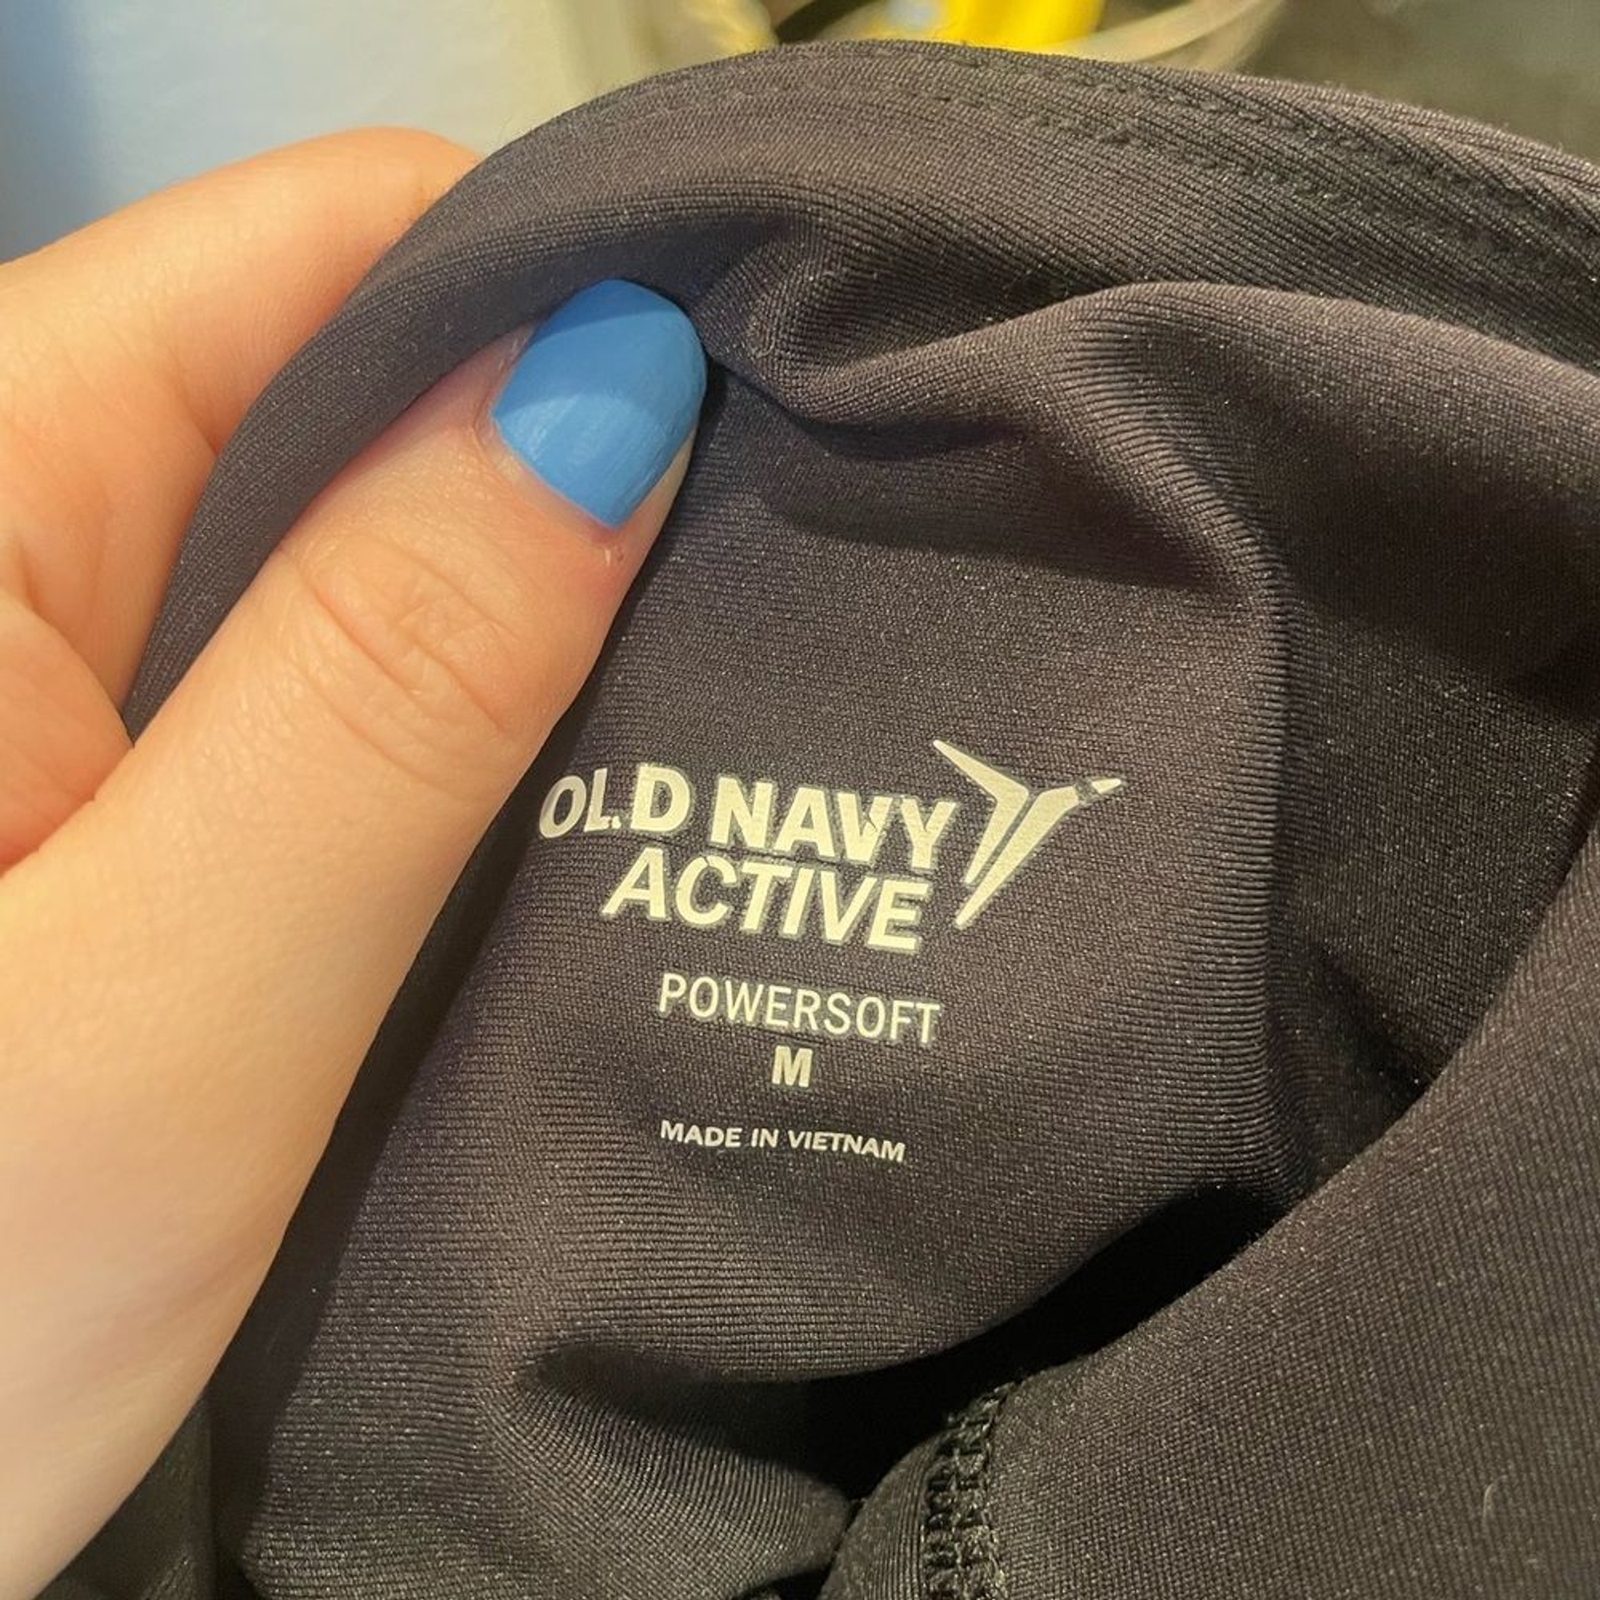 OLD NAVY
ACTIVE
POWERSOFT
M
MADE IN VIETNAM